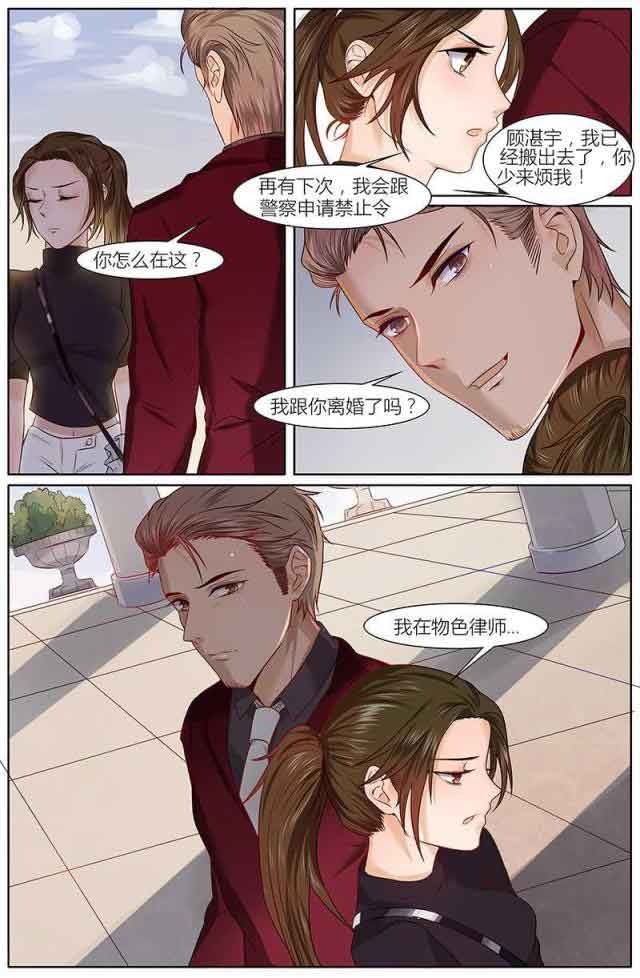 你怎么在这？
顾湛宇，我已
经搬出去了，你
少来烦我！
再有下次，我会跟
警察申请禁止令
我跟你离婚了吗？
我在物色律师...